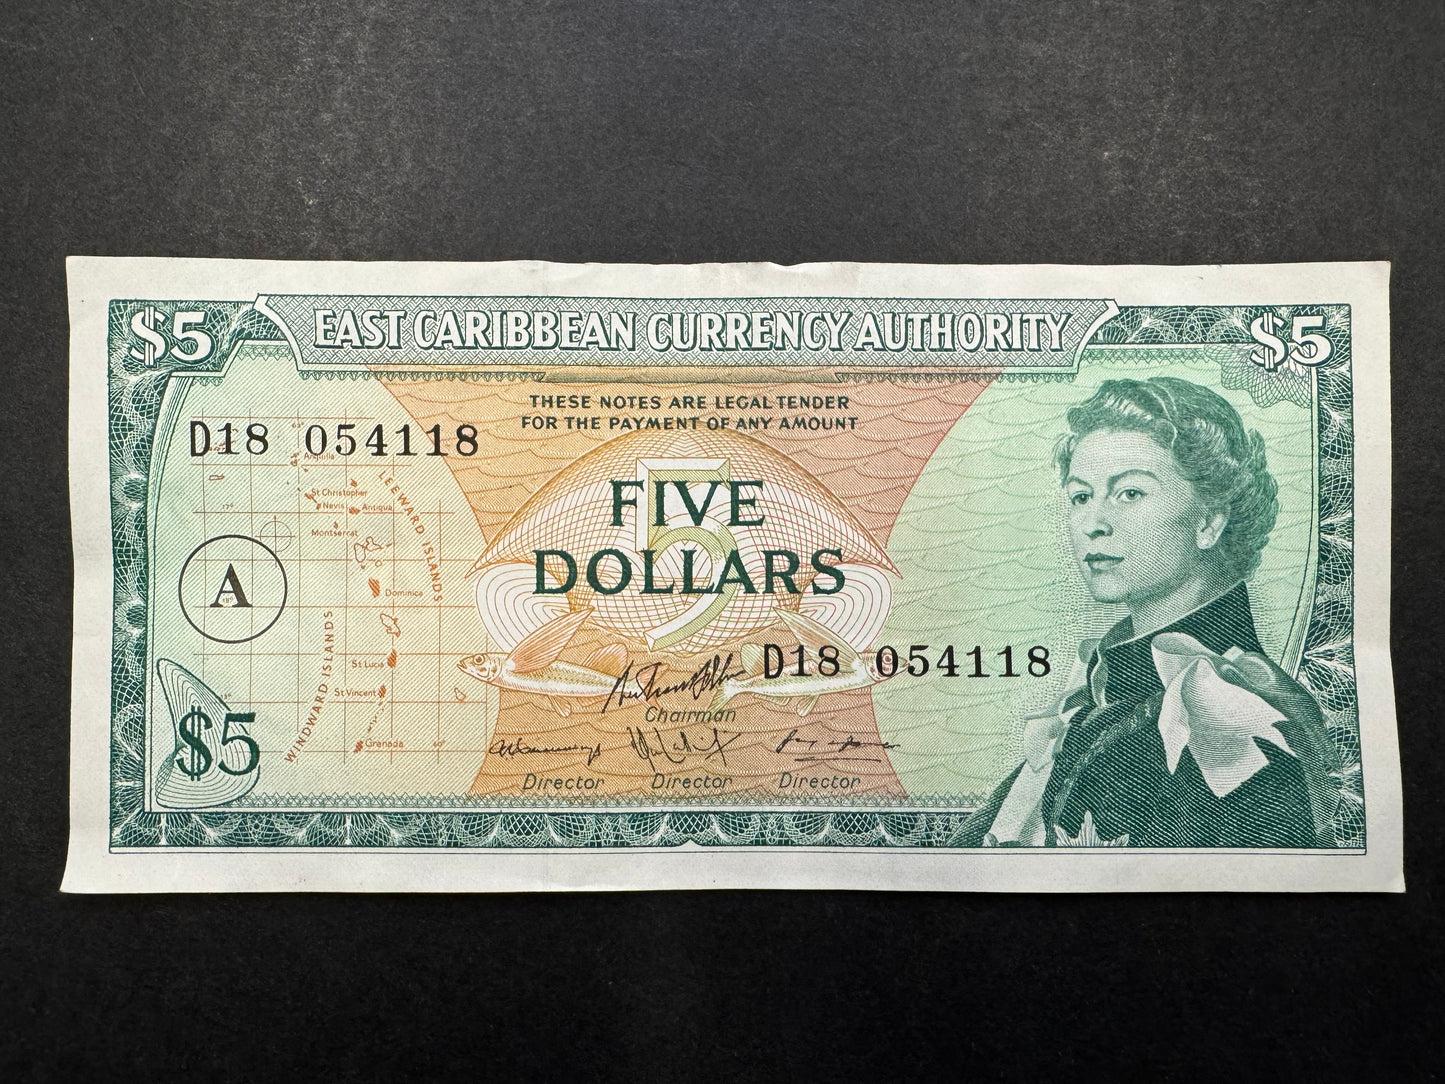 $5 EAST CARIBBEAN CURRENCY AUTHORITY $5
THESE NOTES ARE LEGAL TENDER
FOR THE PAYMENT OF ANY AMOUNT
D18 054118
Anguilla
St Christopher
Nevis
Antigua
Montserrat
LEEWARD ISLANDS
Dominica
St Lucia
St Vincent
Grenada
WINDWARD ISLANDS
A
5
FIVE
DOLLARS
D18 054118
Chairman
Director Director Director
$5